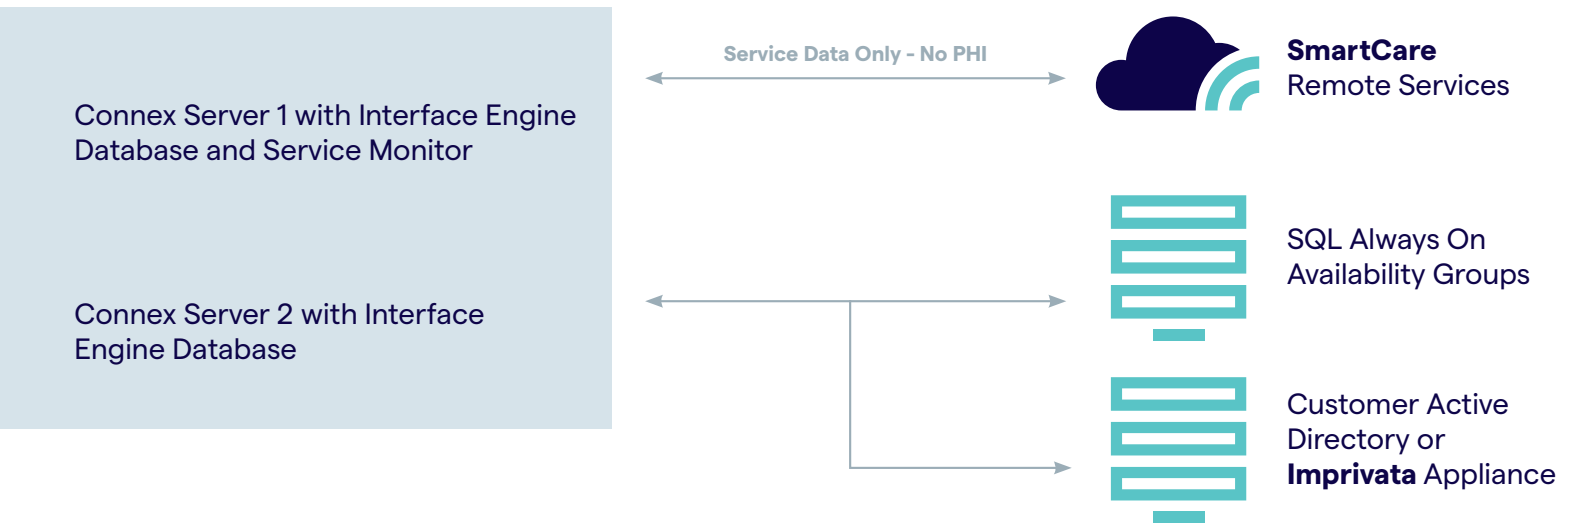 Connex Server 1 with Interface Engine
Database and Service Monitor
Connex Server 2 with Interface
Engine Database
Service Data Only - No PHI
SmartCare
Remote Services
SQL Always On
Availability Groups
Customer Active
Directory or
Imprivata Appliance